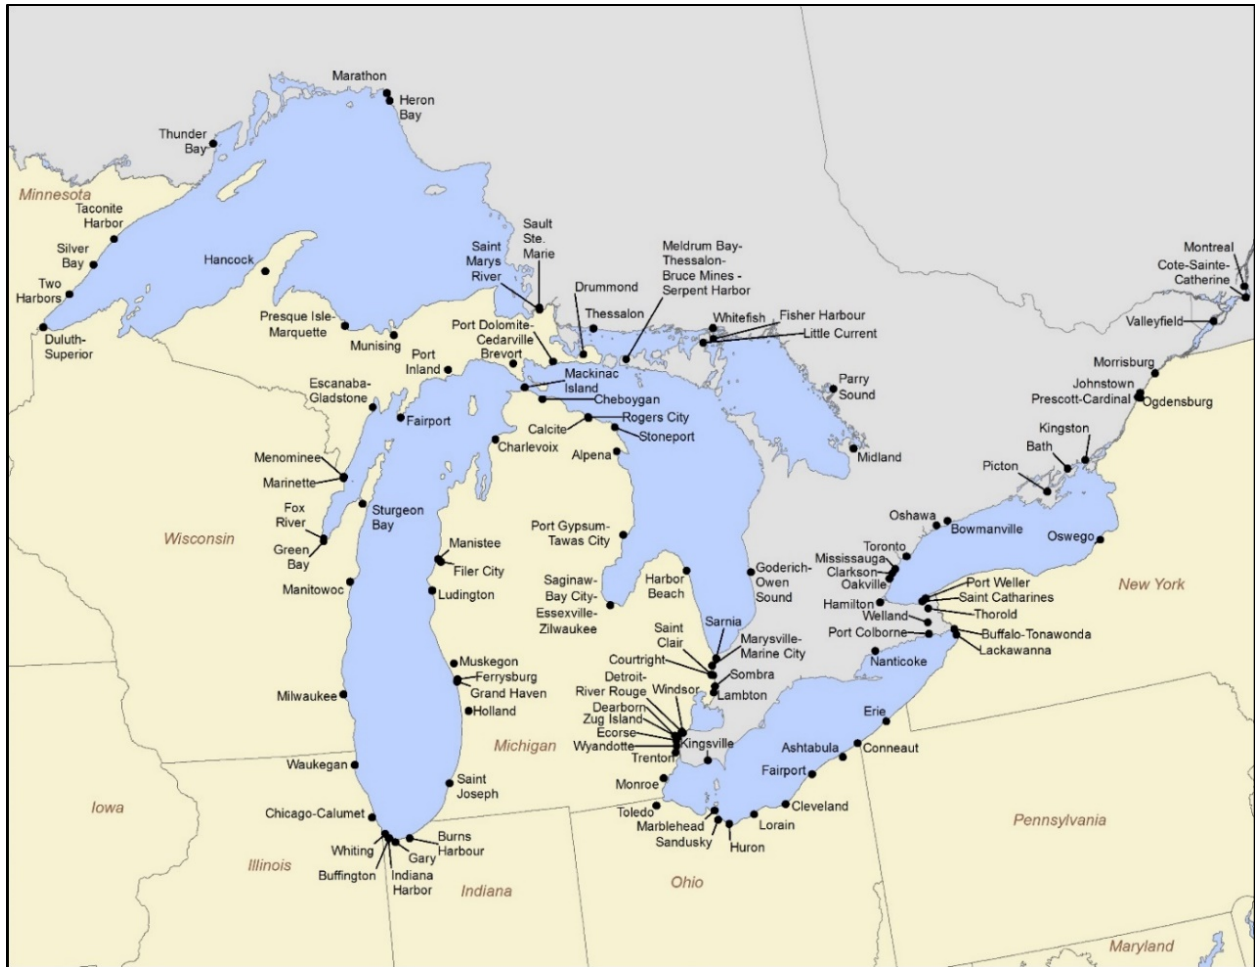 Marathon
Heron
Bay
Thunder
Bay
Minnesota
Taconite
Harbor
Silver
Bay
Two
Harbors
Duluth-
Superior
Hancock
Presque Isle-
Marquette
Munising
Saint
Marys
River
Sault
Ste.
Marie
Drummond
Meldrum Bay-
Thessalon-
Bruce Mines -
Serpent Harbor
Thessalon
Whitefish
Fisher Harbour
Little Current
Port Dolomite-
Cedarville
Brevort
Port
Inland
Escanaba-
Gladstone
Fairport
Mackinac
Island
Cheboygan
Rogers City
Calcite
Stoneport
Charlevoix
Alpena
Parry
Sound
Midland
Montreal
Cote-Sainte-
Catherine
Valleyfield
Morrisburg
Johnstown
Prescott-Cardinal
Ogdensburg
Kingston
Bath
Picton
Menominee
Marinette
Fox
River
Green
Bay
Sturgeon
Bay
Wisconsin
Manitowoc
Manistee
Filer City
Ludington
Port Gypsum-
Tawas City
Saginaw-
Bay City-
Essexville-
Zilwaukee
Harbor
Beach
Goderich-
Owen
Sound
Oshawa
Bowmanville
Toronto
Mississauga
Clarkson
Oakville
Hamilton
Oswego
New York
Port Weller
Saint Catharines
Thorold
Welland
Port Colborne
Buffalo-Tonawonda
Lackawanna
Nanticoke
Sarnia
Saint
Clair
Marysville-
Marine City
Courtright
Sombra
Lambton
Detroit-
River Rouge
Windsor
Dearborn
Zug Island
Ecorse
Wyandotte
Trenton
Kingsville
Monroe
Toledo
Marblehead
Sandusky
Huron
Lorain
Cleveland
Fairport
Ashtabula
Conneaut
Erie
Muskegon
Ferrysburg
Grand Haven
Holland
Milwaukee
Michigan
Waukegan
Saint
Joseph
Chicago-Calumet
Whiting
Buffington
Indiana
Harbor
Gary
Burns
Harbour
Iowa
Illinois
Indiana
Ohio
Pennsylvania
Maryland